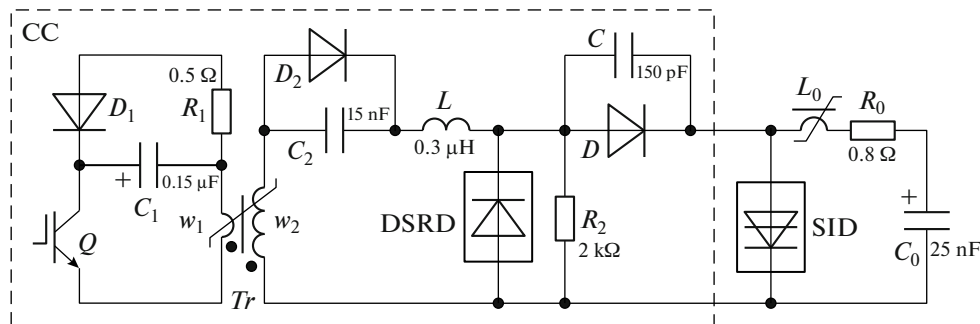 CC
D₁
0.5 Ω
R₁
+
C₁
0.15 μF
Q
w₁
w₂
Tr
D₂
C₂
15 nF
L
0.3 μH
DSRD
C
150 pF
D
R₂
2 kΩ
L₀
R₀
0.8 Ω
SID
+
C₀
25 nF